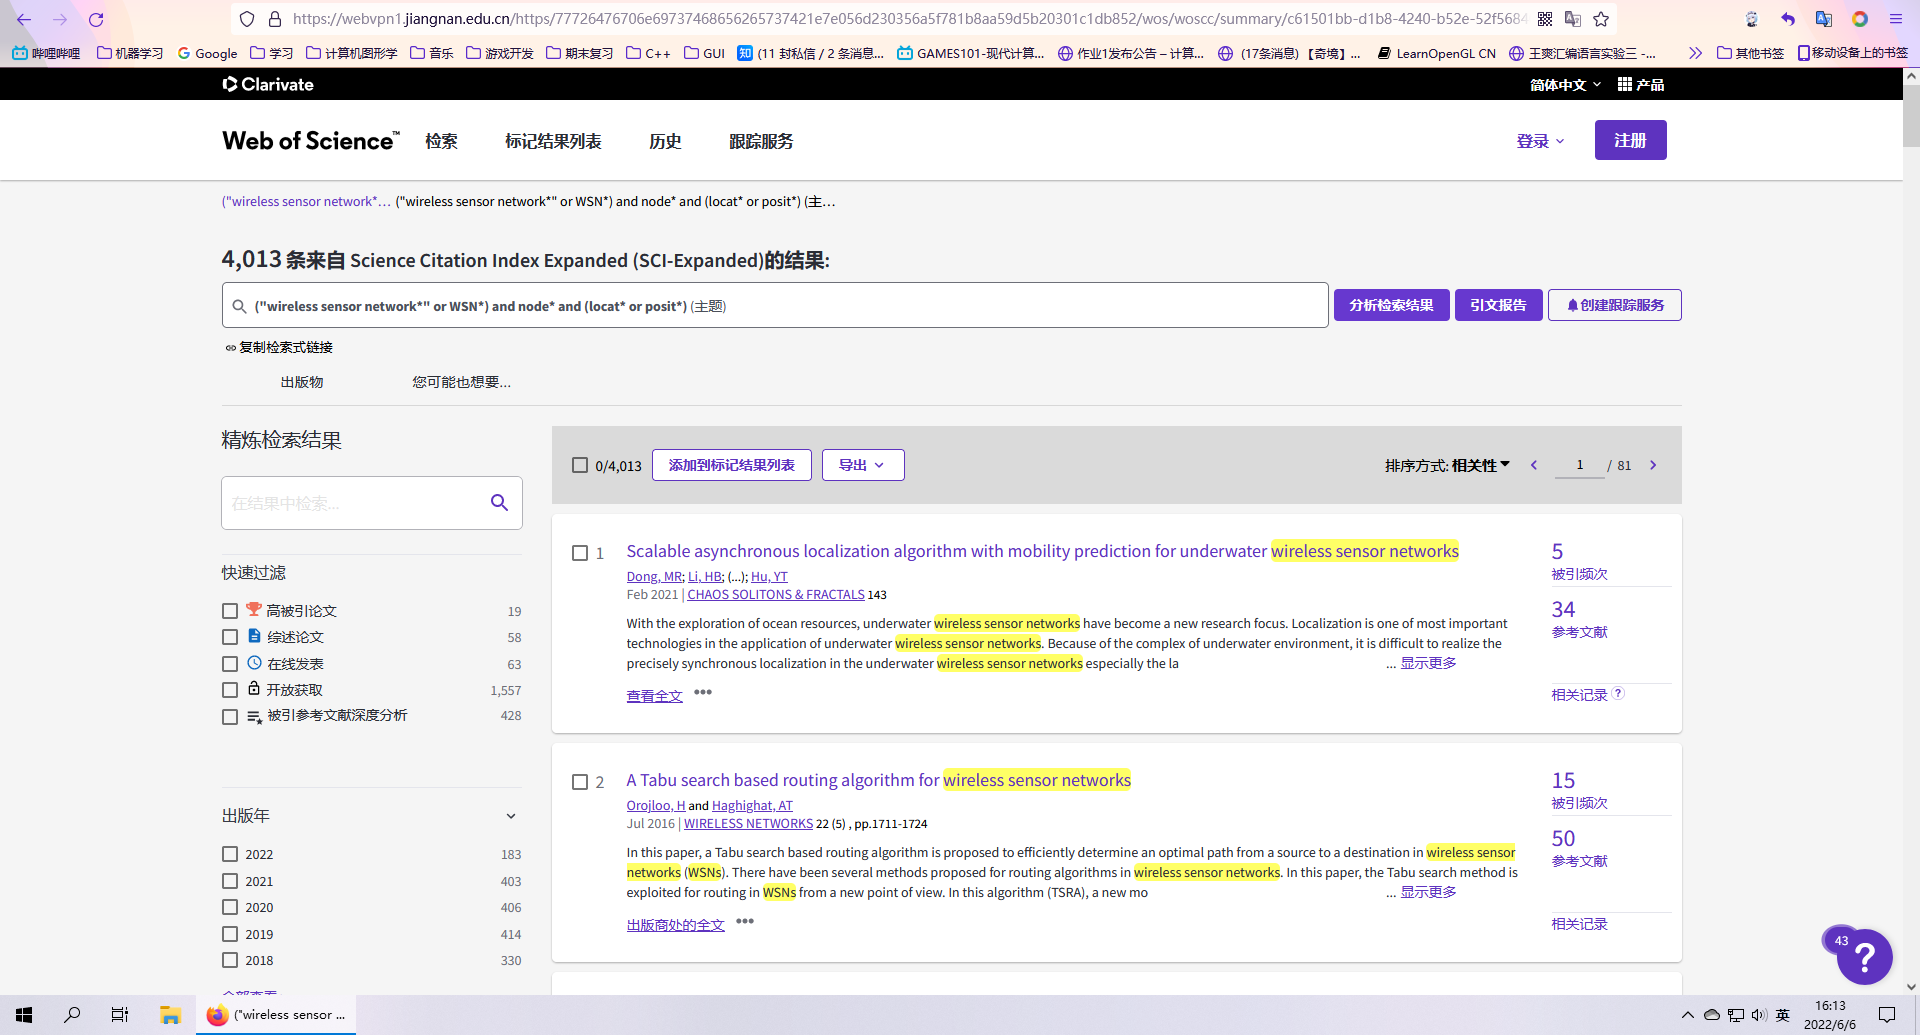 https://webvpn1.jiangnan.edu.cn/https/77726476706e69737468656265737421e7e056d230356a5f781b8aa59d5b20301c1db852/wos/woscc/summary/c61501bb-d1b8-4240-b52e-52f5684
哔哩哔哩 机器学习 Google 学习 计算机图形学 音乐 游戏开发 期末复习 C++ GUI (11 封私信 / 2 条消息... GAMES101-现代计算... 作业1发布公告 – 计算... (17条消息) 【奇境】... LearnOpenGL CN 王爽汇编语言实验三 -... 其他书签 移动设备上的书签
Clarivate 简体中文 产品
Web of Science™ 检索 标记结果列表 历史 跟踪服务 登录 注册
("wireless sensor network*... ("wireless sensor network*" or WSN*) and node* and (locat* or posit*) (主...
4,013 条来自 Science Citation Index Expanded (SCI-Expanded)的结果:
("wireless sensor network*" or WSN*) and node* and (locat* or posit*) (主题) 分析检索结果 引文报告 创建跟踪服务
复制检索式链接
出版物 您可能也想要...
精炼检索结果
在结果中检索...
快速过滤
高被引论文 19
综述论文 58
在线发表 63
开放获取 1,557
被引参考文献深度分析 428
出版年
2022 183
2021 403
2020 406
2019 414
2018 330
全部查看
0/4,013 添加到标记结果列表 导出 排序方式: 相关性 1 / 81
1 Scalable asynchronous localization algorithm with mobility prediction for underwater wireless sensor networks
Dong, MR; Li, HB; (...); Hu, YT
Feb 2021 | CHAOS SOLITONS & FRACTALS 143
With the exploration of ocean resources, underwater wireless sensor networks have become a new research focus. Localization is one of most important
technologies in the application of underwater wireless sensor networks. Because of the complex of underwater environment, it is difficult to realize the
precisely synchronous localization in the underwater wireless sensor networks especially the la ... 显示更多
查看全文 •••
5
被引频次
34
参考文献
相关记录 ?
2 A Tabu search based routing algorithm for wireless sensor networks
Orojloo, H and Haghighat, AT
Jul 2016 | WIRELESS NETWORKS 22 (5) , pp.1711-1724
In this paper, a Tabu search based routing algorithm is proposed to efficiently determine an optimal path from a source to a destination in wireless sensor
networks (WSNs). There have been several methods proposed for routing algorithms in wireless sensor networks. In this paper, the Tabu search method is
exploited for routing in WSNs from a new point of view. In this algorithm (TSRA), a new mo ... 显示更多
出版商处的全文 •••
15
被引频次
50
参考文献
相关记录
43 ?
("wireless sensor ... 英 16:13
2022/6/6